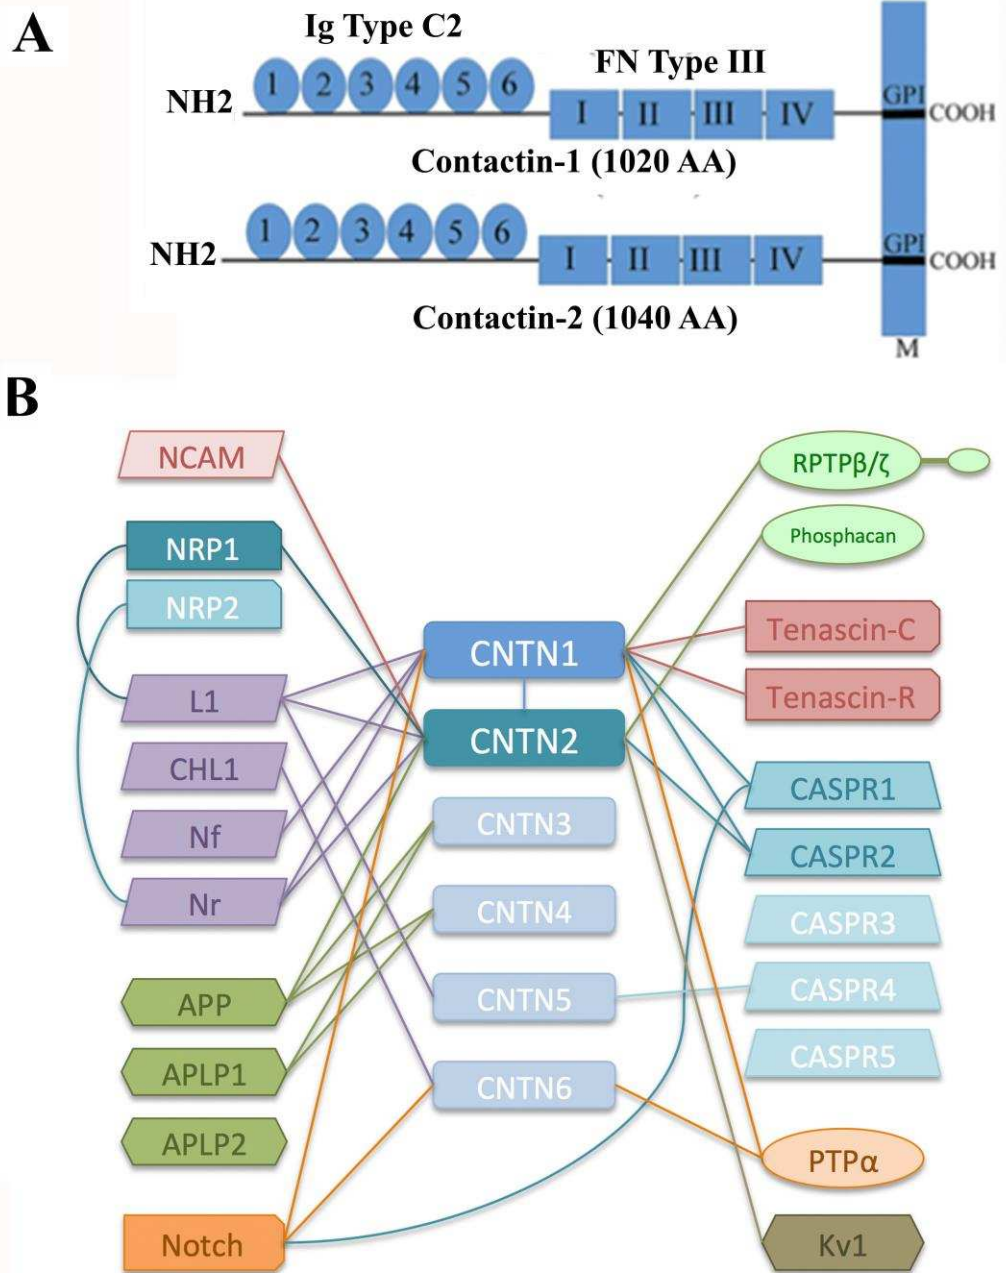 A
Ig Type C2
FN Type III
1 2 3 4 5 6
I II III IV
GPI
NH2
COOH
Contactin-1 (1020 AA)
1 2 3 4 5 6
I II III IV
GPI
NH2
COOH
Contactin-2 (1040 AA)
M
B
NCAM
NRP1
NRP2
L1
CHL1
Nf
Nr
APP
APLP1
APLP2
Notch
CNTN1
CNTN2
CNTN3
CNTN4
CNTN5
CNTN6
RPTPβ/ζ
Phosphacan
Tenascin-C
Tenascin-R
CASPR1
CASPR2
CASPR3
CASPR4
CASPR5
PTPα
Kv1